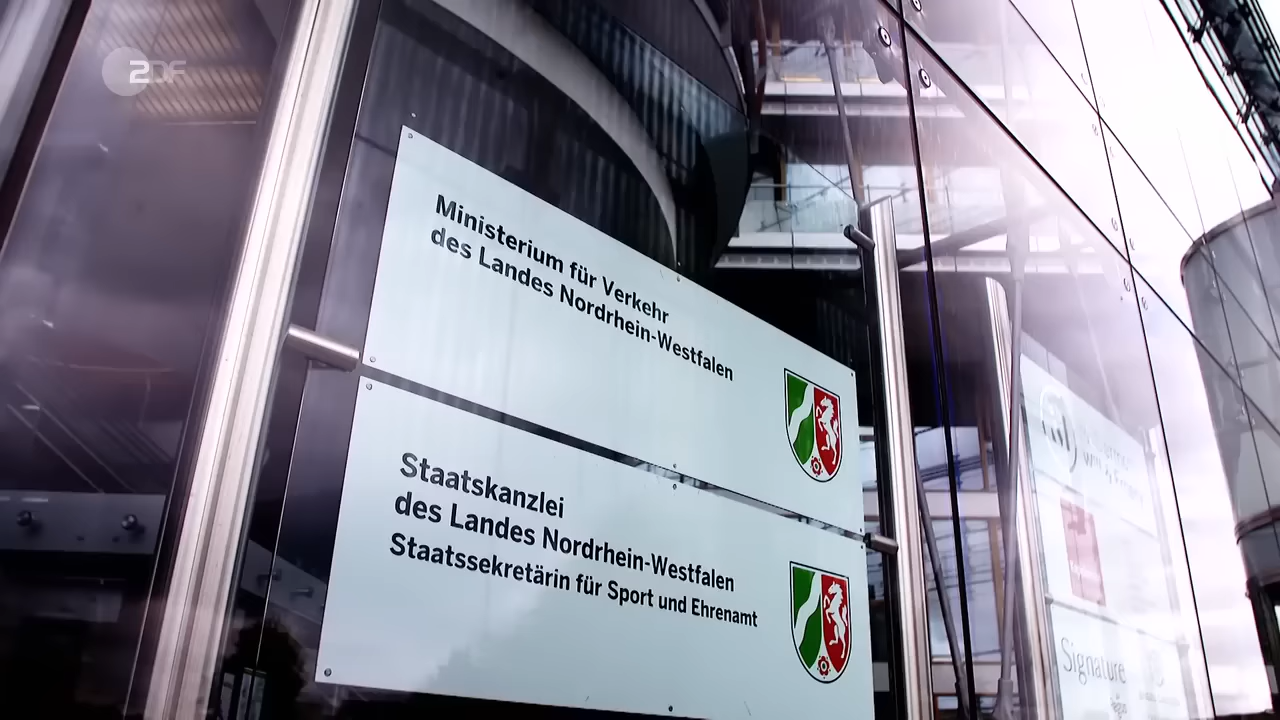 ZDF
Ministerium für Verkehr
des Landes Nordrhein-Westfalen
Staatskanzlei
des Landes Nordrhein-Westfalen
Staatssekretärin für Sport und Ehrenamt
Signature